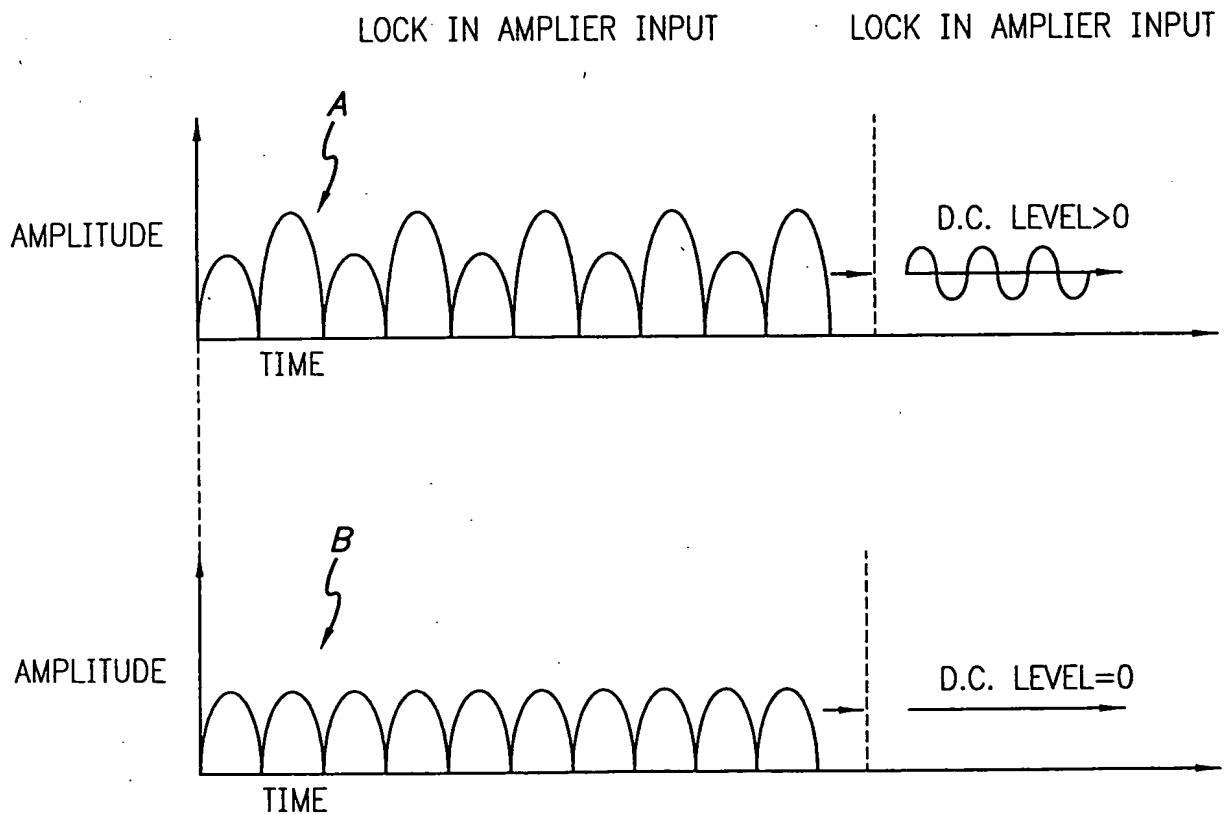 LOCK IN AMPLIER INPUT
LOCK IN AMPLIER INPUT
A
AMPLITUDE
D.C. LEVEL>0
TIME
B
AMPLITUDE
D.C. LEVEL=0
TIME